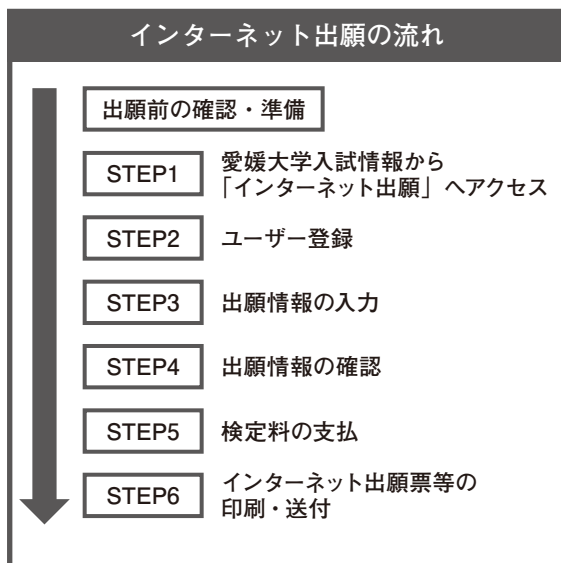 インターネット出願の流れ
出願前の確認・準備
STEP1
愛媛大学入試情報から
「インターネット出願」へアクセス
STEP2
ユーザー登録
STEP3
出願情報の入力
STEP4
出願情報の確認
STEP5
検定料の支払
STEP6
インターネット出願票等の
印刷・送付